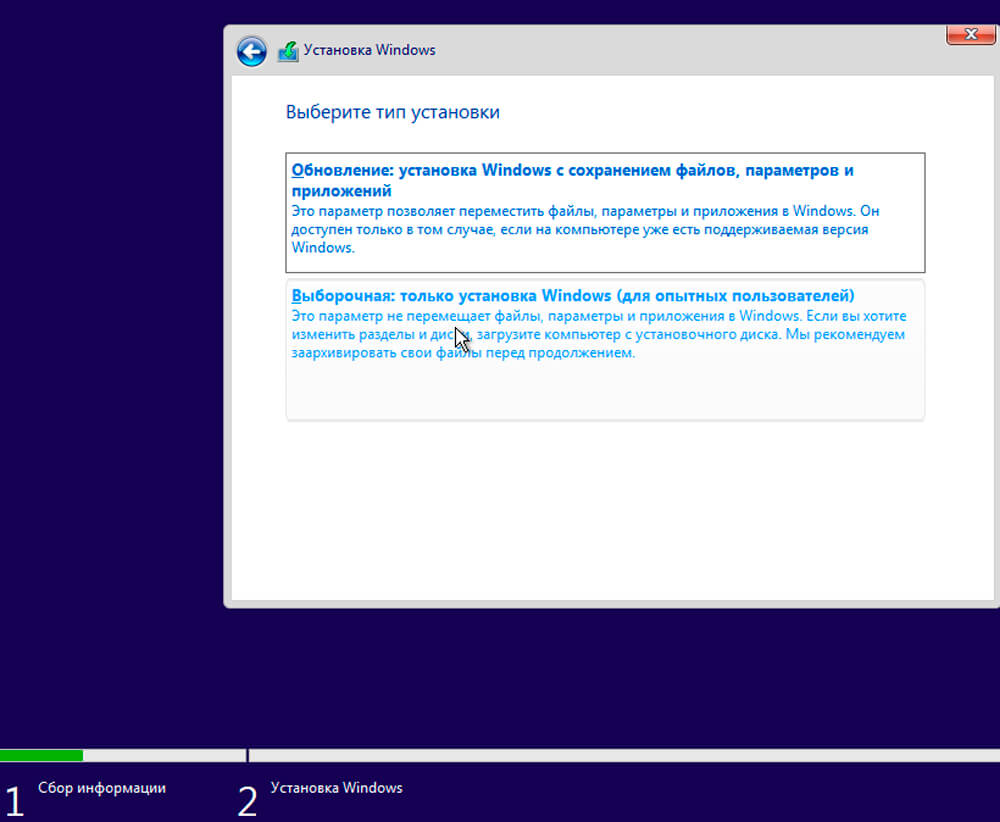 Установка Windows
Выберите тип установки
Обновление: установка Windows с сохранением файлов, параметров и
приложений
Это параметр позволяет переместить файлы, параметры и приложения в Windows. Он
доступен только в том случае, если на компьютере уже есть поддерживаемая версия
Windows.
Выборочная: только установка Windows (для опытных пользователей)
Это параметр не перемещает файлы, параметры и приложения в Windows. Если вы хотите
изменить разделы и диски, загрузите компьютер с установочного диска. Мы рекомендуем
заархивировать свои файлы перед продолжением.
1 Сбор информации
2 Установка Windows